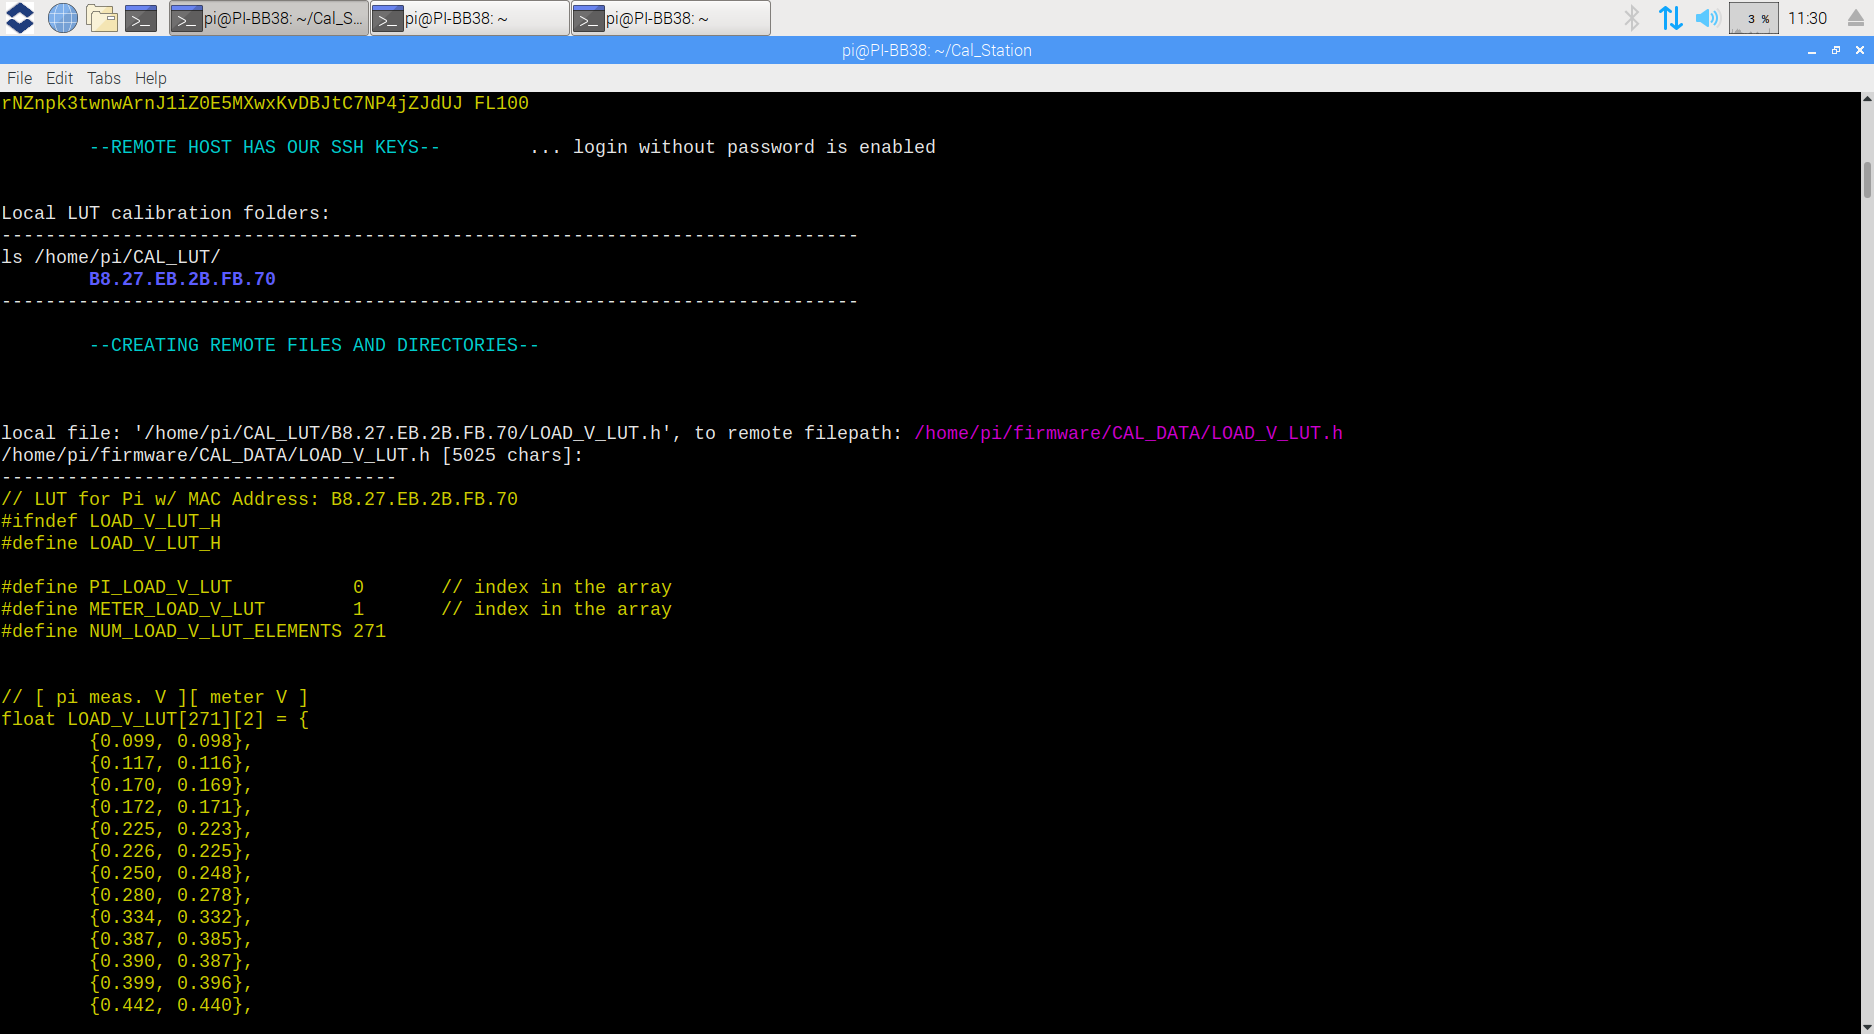 pi@PI-BB38: ~/Cal_S... pi@PI-BB38: ~ pi@PI-BB38: ~ 3 % 11:30
pi@PI-BB38: ~/Cal_Station
File Edit Tabs Help
rNZnpk3twnwArnJ1iZ0E5MXwxKvDBJtC7NP4jZJdUJ FL100
--REMOTE HOST HAS OUR SSH KEYS-- ... login without password is enabled
Local LUT calibration folders:
------------------------------------------------------------------------------
ls /home/pi/CAL_LUT/
B8.27.EB.2B.FB.70
------------------------------------------------------------------------------
--CREATING REMOTE FILES AND DIRECTORIES--
local file: '/home/pi/CAL_LUT/B8.27.EB.2B.FB.70/LOAD_V_LUT.h', to remote filepath: /home/pi/firmware/CAL_DATA/LOAD_V_LUT.h
/home/pi/firmware/CAL_DATA/LOAD_V_LUT.h [5025 chars]:
------------------------------------
// LUT for Pi w/ MAC Address: B8.27.EB.2B.FB.70
#ifndef LOAD_V_LUT_H
#define LOAD_V_LUT_H
#define PI_LOAD_V_LUT 0 // index in the array
#define METER_LOAD_V_LUT 1 // index in the array
#define NUM_LOAD_V_LUT_ELEMENTS 271
// [ pi meas. V ][ meter V ]
float LOAD_V_LUT[271][2] = {
{0.099, 0.098},
{0.117, 0.116},
{0.170, 0.169},
{0.172, 0.171},
{0.225, 0.223},
{0.226, 0.225},
{0.250, 0.248},
{0.280, 0.278},
{0.334, 0.332},
{0.387, 0.385},
{0.390, 0.387},
{0.399, 0.396},
{0.442, 0.440},